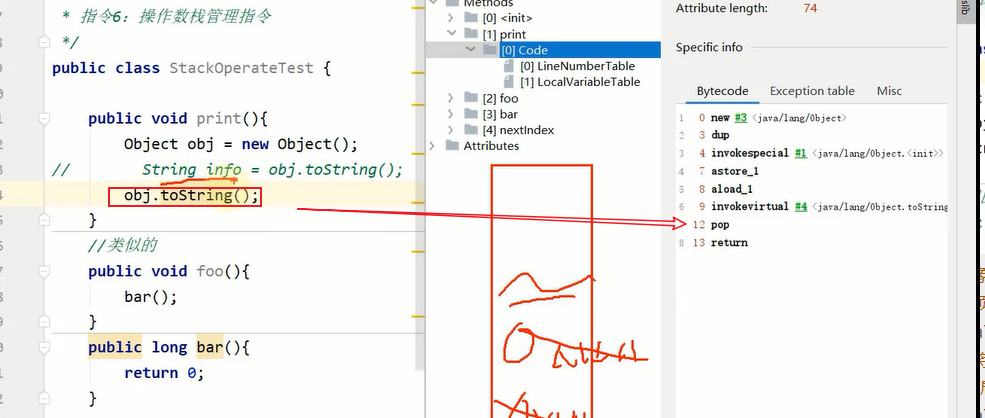 * 指令6：操作数栈管理指令
*/
public class StackOperateTest {
public void print(){
Object obj = new Object();
// String info = obj.toString();
obj.toString();
}
//类似的
public void foo(){
bar();
}
public long bar(){
return 0;
}
Methods
[0] <init>
[1] print
[0] Code
[0] LineNumberTable
[1] LocalVariableTable
[2] foo
[3] bar
[4] nextIndex
Attributes
Attribute length: 74
Specific info
Bytecode Exception table Misc
1 0 new #3 <java/lang/Object>
2 3 dup
3 4 invokespecial #1 <java/lang/Object.<init>>
4 7 astore_1
5 8 aload_1
6 9 invokevirtual #4 <java/lang/Object.toString
7 12 pop
8 13 return
slib